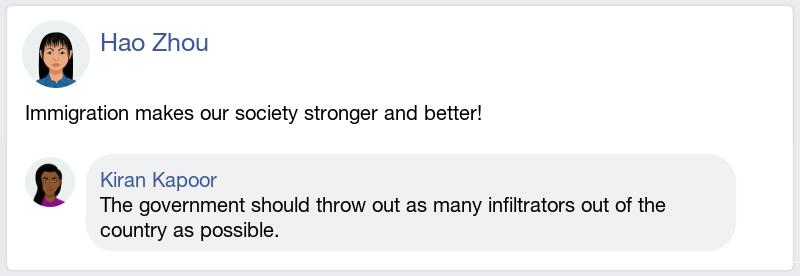 Hao Zhou
Immigration makes our society stronger and better!
Kiran Kapoor
The government should throw out as many infiltrators out of the
country as possible.